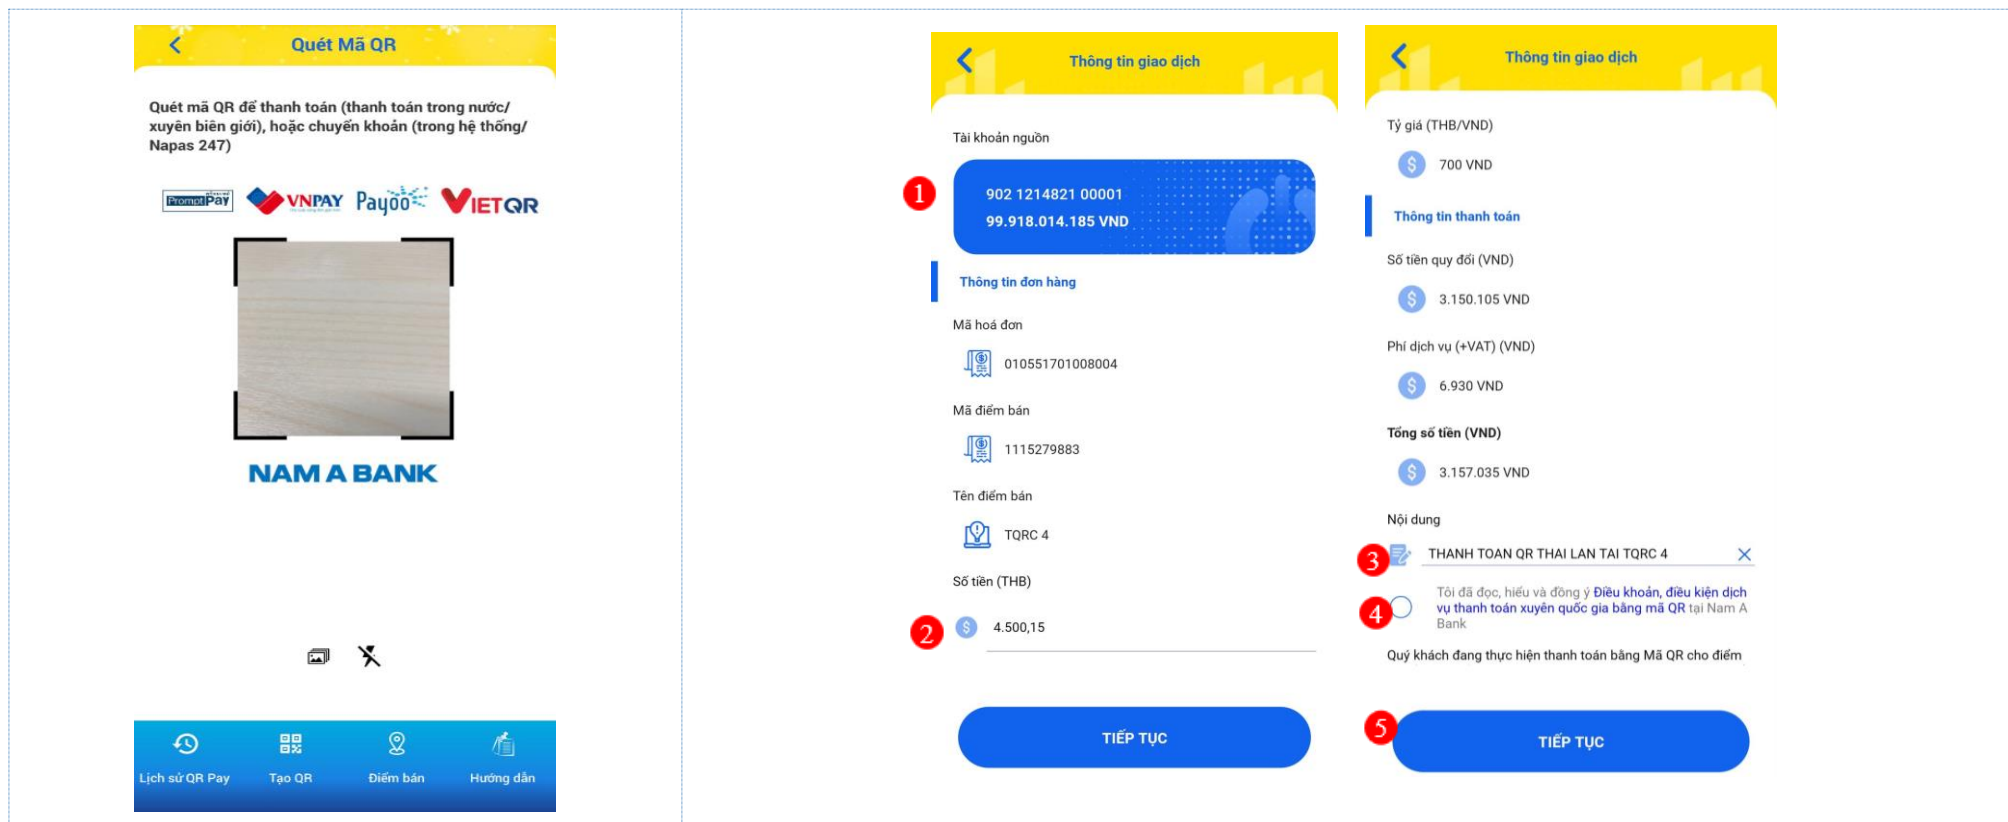 Quét Mã QR
Quét mã QR để thanh toán (thanh toán trong nước/
xuyên biên giới), hoặc chuyển khoản (trong hệ thống/
Napas 247)
PromptPay VNPAY Payoo VIETQR
NAM A BANK
Lịch sử QR Pay
Tạo QR
Điểm bán
Hướng dẫn
Thông tin giao dịch
Tài khoản nguồn
1
902 1214821 00001
99.918.014.185 VND
Thông tin đơn hàng
Mã hoá đơn
010551701008004
Mã điểm bán
1115279883
Tên điểm bán
TQRC 4
Số tiền (THB)
2
4.500,15
TIẾP TỤC
Thông tin giao dịch
Tỷ giá (THB/VND)
700 VND
Thông tin thanh toán
Số tiền quy đổi (VND)
3.150.105 VND
Phí dịch vụ (+VAT) (VND)
6.930 VND
Tổng số tiền (VND)
3.157.035 VND
Nội dung
3
THANH TOAN QR THAI LAN TAI TQRC 4
4
Tôi đã đọc, hiểu và đồng ý Điều khoản, điều kiện dịch
vụ thanh toán xuyên quốc gia bằng mã QR tại Nam A
Bank
Quý khách đang thực hiện thanh toán bằng Mã QR cho điểm
5
TIẾP TỤC